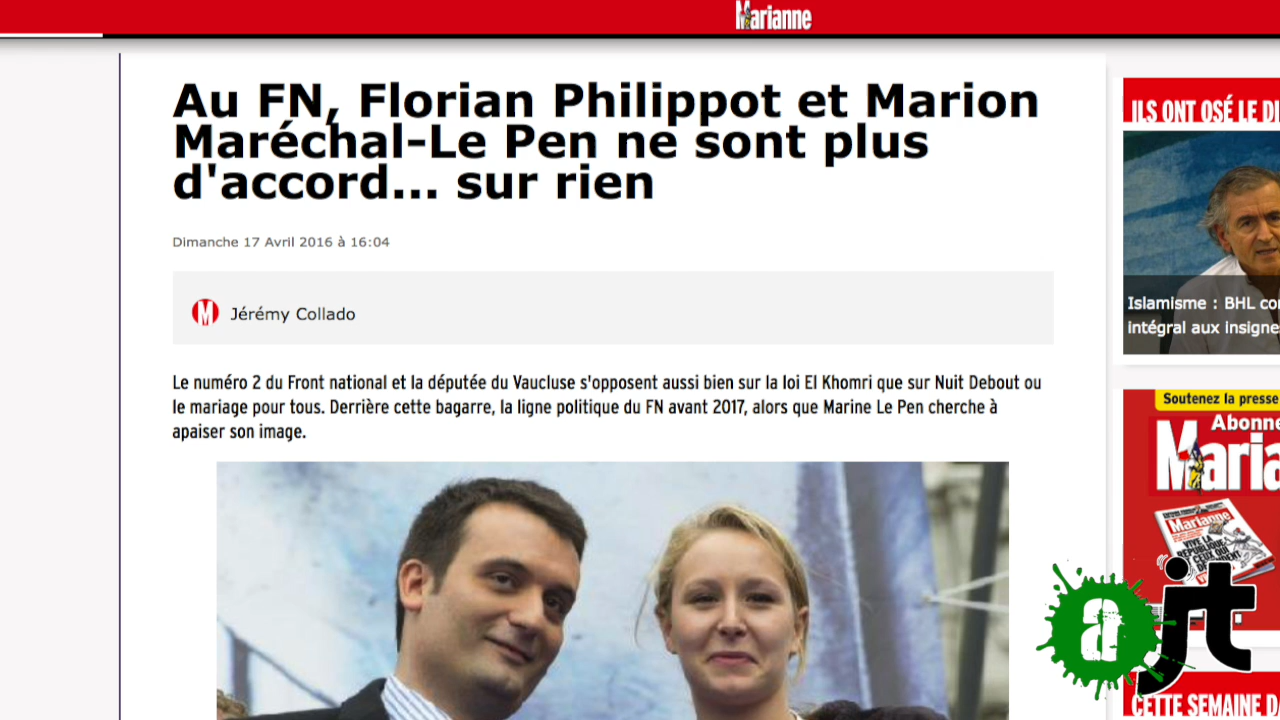 Marianne
Au FN, Florian Philippot et Marion
Maréchal-Le Pen ne sont plus
d'accord... sur rien
Dimanche 17 Avril 2016 à 16:04
M Jérémy Collado
Le numéro 2 du Front national et la députée du Vaucluse s'opposent aussi bien sur la loi El Khomri que sur Nuit Debout ou
le mariage pour tous. Derrière cette bagarre, la ligne politique du FN avant 2017, alors que Marine Le Pen cherche à
apaiser son image.
ILS ONT OSÉ LE DI
Islamisme : BHL co
intégral aux insigne
Soutenez la presse
Abonne
Maria
Marianne
ajt
CETTE SEMAINE D